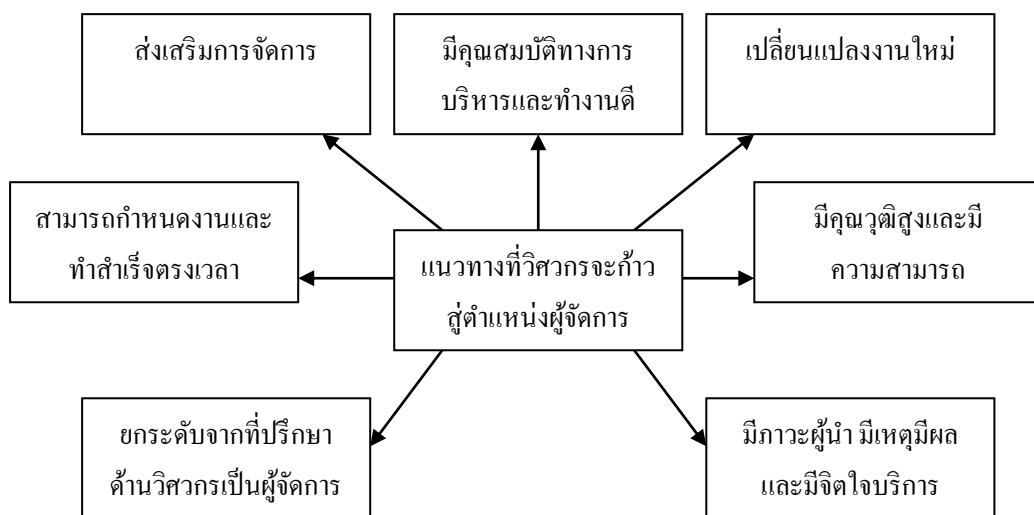 ส่งเสริมการจัดการ
มีคุณสมบัติทางการ
บริหารและทำงานดี
เปลี่ยนแปลงงานใหม่
สามารถกำหนดงานและ
ทำสำเร็จตรงเวลา
แนวทางที่วิศวกรจะก้าว
สู่ตำแหน่งผู้จัดการ
มีคุณวุฒิสูงและมี
ความสามารถ
ยกระดับจากที่ปรึกษา
ด้านวิศวกรเป็นผู้จัดการ
มีภาวะผู้นำ มีเหตุมีผล
และมีจิตใจบริการ